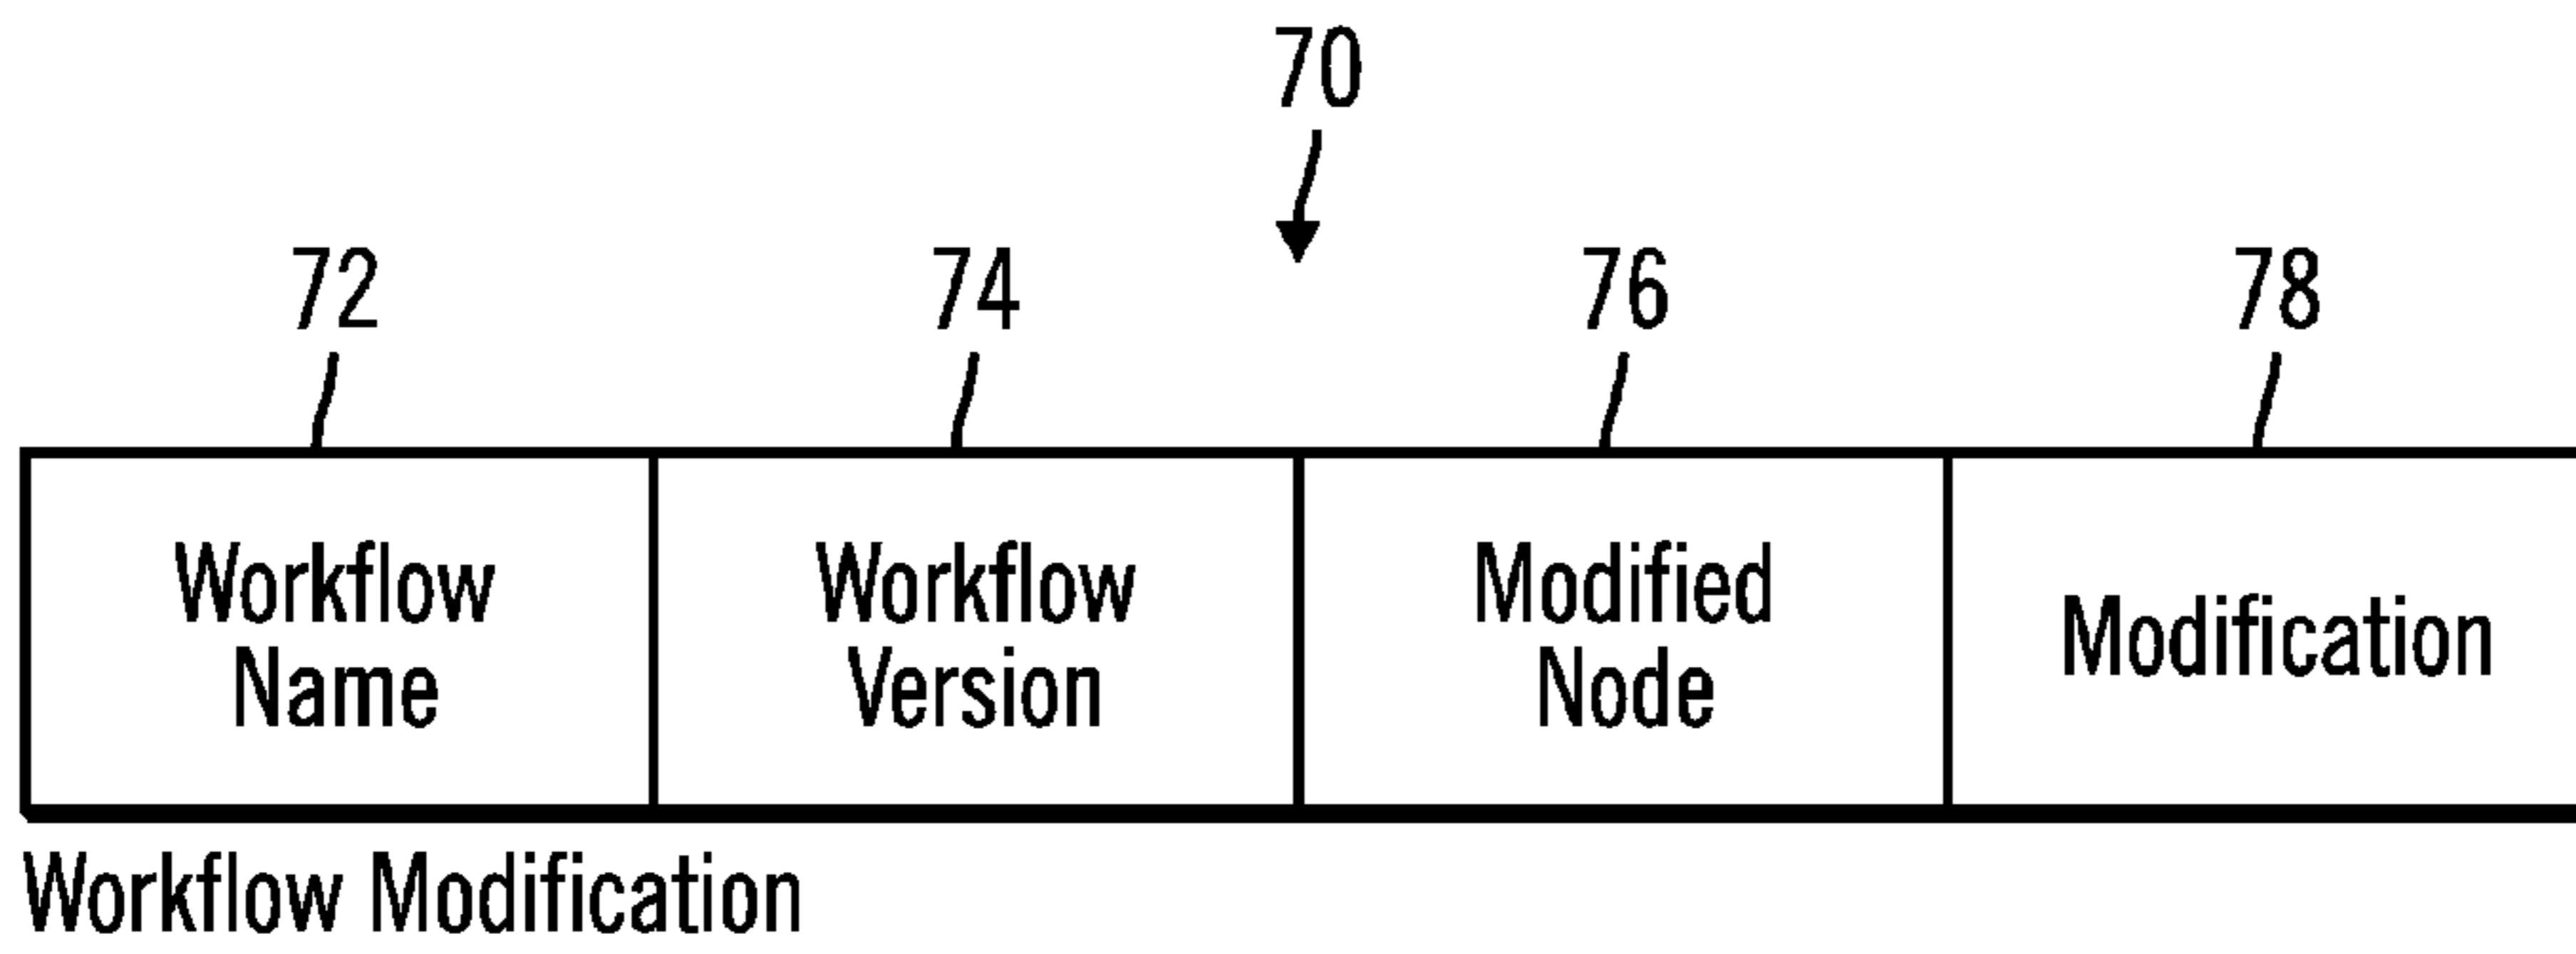 70
72
74
76
78
Workflow
Name
Workflow
Version
Modified
Node
Modification
Workflow Modification